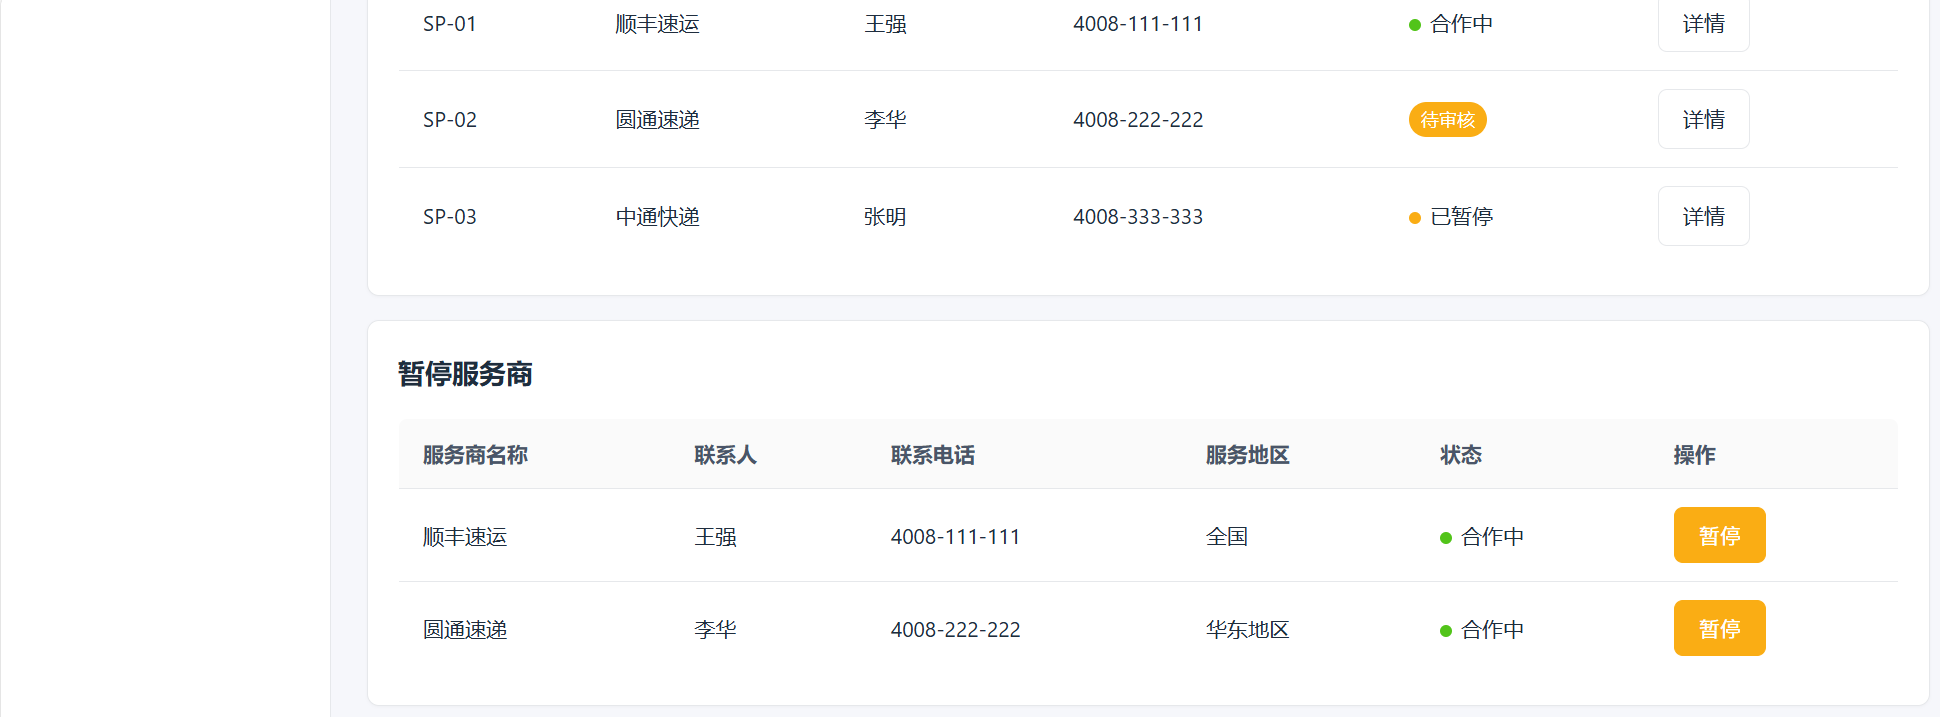 SP-01 顺丰速运 王强 4008-111-111 合作中 详情
SP-02 圆通速递 李华 4008-222-222 待审核 详情
SP-03 中通快递 张明 4008-333-333 已暂停 详情
暂停服务商
服务商名称 联系人 联系电话 服务地区 状态 操作
顺丰速运 王强 4008-111-111 全国 合作中 暂停
圆通速递 李华 4008-222-222 华东地区 合作中 暂停